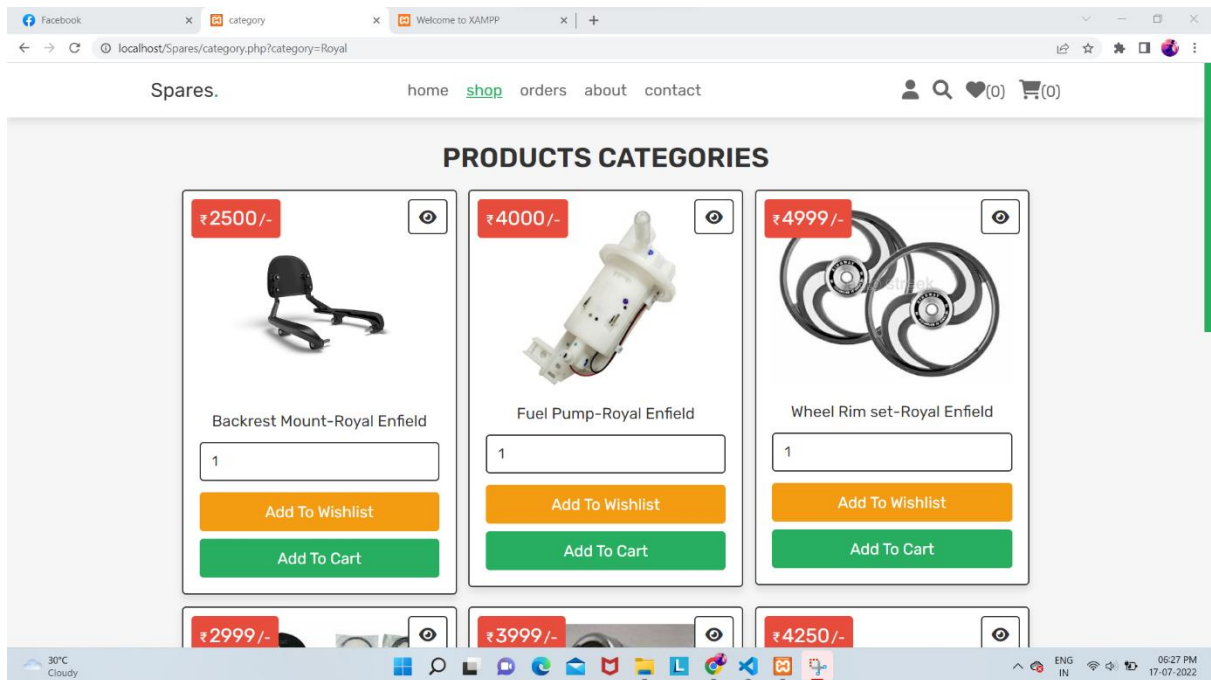 Facebook
category
Welcome to XAMPP
localhost/Spares/category.php?category=Royal
Spares.
home shop orders about contact
(0) (0)
PRODUCTS CATEGORIES
₹2500/-
₹4000/-
₹4999/-
Backrest Mount-Royal Enfield
Fuel Pump-Royal Enfield
Wheel Rim set-Royal Enfield
1
1
1
Add To Wishlist
Add To Wishlist
Add To Wishlist
Add To Cart
Add To Cart
Add To Cart
₹2999/-
₹3999/-
₹4250/-
30°C
Cloudy
ENG
IN
06:27 PM
17-07-2022